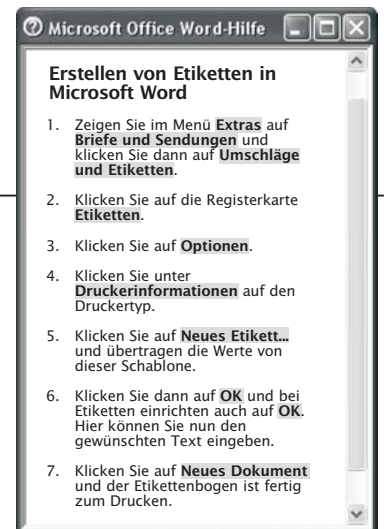 Microsoft Office Word-Hilfe
Erstellen von Etiketten in
Microsoft Word
1. Zeigen Sie im Menü Extras auf
Briefe und Sendungen und
klicken Sie dann auf Umschläge
und Etiketten.
2. Klicken Sie auf die Registerkarte
Etiketten.
3. Klicken Sie auf Optionen.
4. Klicken Sie unter
Druckerinformationen auf den
Druckertyp.
5. Klicken Sie auf Neues Etikett...
und übertragen die Werte von
dieser Schablone.
6. Klicken Sie dann auf OK und bei
Etiketten einrichten auch auf OK.
Hier können Sie nun den
gewünschten Text eingeben.
7. Klicken Sie auf Neues Dokument
und der Etikettenbogen ist fertig
zum Drucken.